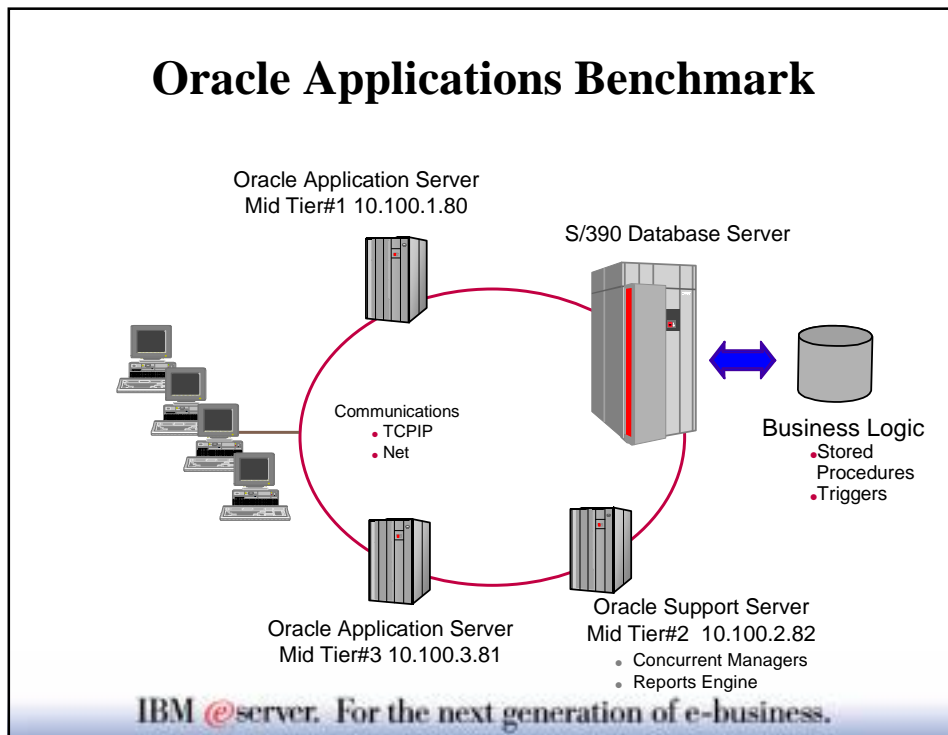 Oracle Applications Benchmark
Oracle Application Server
Mid Tier#1 10.100.1.80
S/390 Database Server
Communications
• TCPIP
• Net
Business Logic
•Stored
Procedures
•Triggers
Oracle Application Server
Mid Tier#3 10.100.3.81
Oracle Support Server
Mid Tier#2 10.100.2.82
• Concurrent Managers
• Reports Engine
IBM @server. For the next generation of e-business.